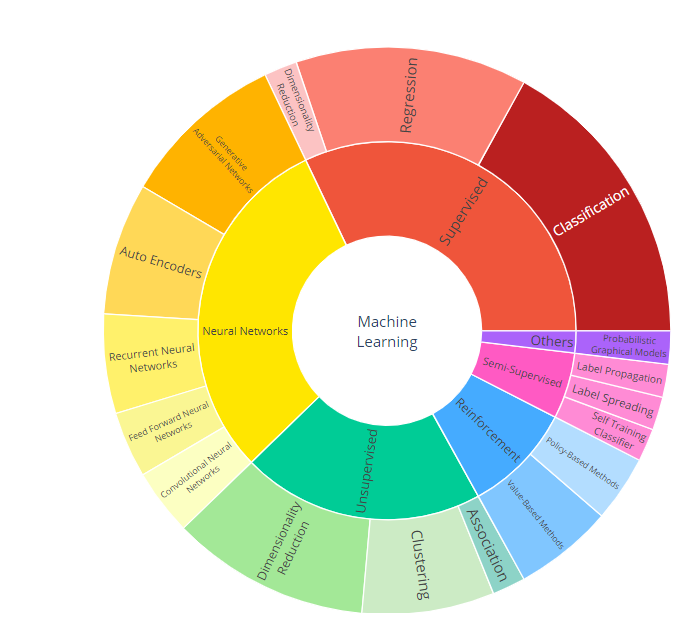 Machine
Learning
Supervised
Classification
Regression
Dimensionality
Reduction
Neural Networks
Generative
Adversarial Networks
Auto Encoders
Recurrent Neural
Networks
Feed Forward Neural
Networks
Convolutional Neural
Networks
Unsupervised
Dimensionality
Reduction
Clustering
Association
Reinforcement
Value-Based Methods
Policy-Based Methods
Semi-Supervised
Self Training
Classifier
Label Spreading
Label Propagation
Others
Probabilistic
Graphical Models